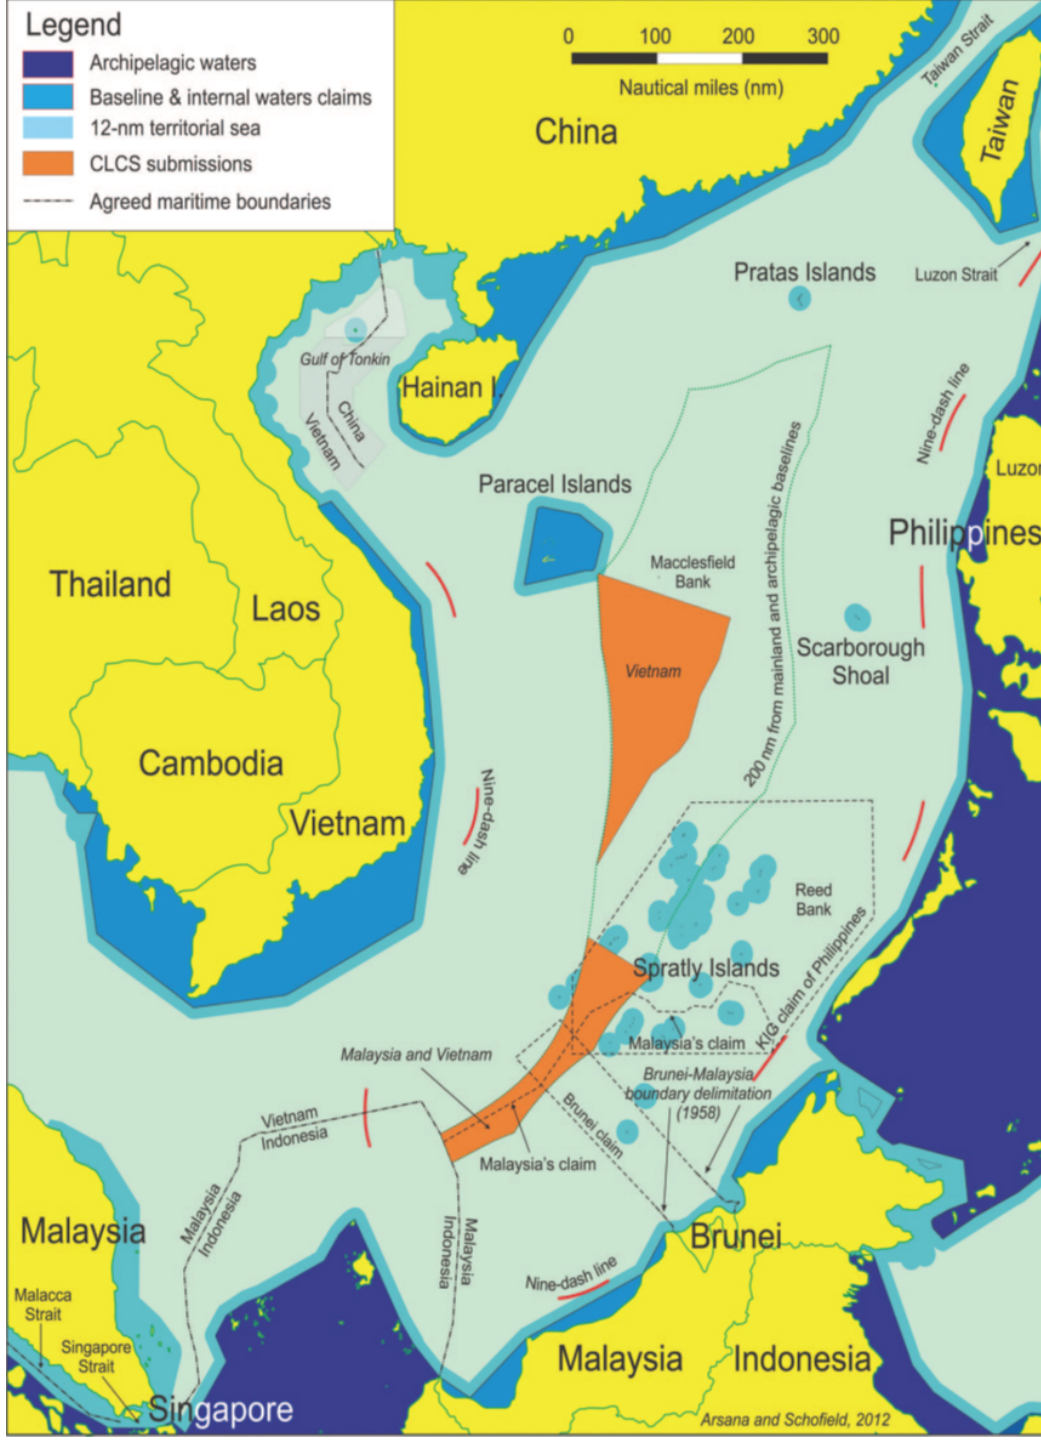 Legend
Archipelagic waters
Baseline & internal waters claims
12-nm territorial sea
CLCS submissions
Agreed maritime boundaries
0 100 200 300
Nautical miles (nm)
Taiwan Strait
China
Taiwan
Luzon Strait
Pratas Islands
Gulf of Tonkin
Hainan I.
China
Vietnam
Nine-dash line
Luzon
Paracel Islands
200 nm from mainland and archipelagic baselines
Philippines
Macclesfield
Bank
Thailand
Laos
Scarborough
Shoal
Vietnam
Cambodia
Vietnam
Nine-dash line
Reed
Bank
KIG claim of Philippines
Spratly Islands
Malaysia's claim
Malaysia and Vietnam
Brunei-Malaysia
boundary delimitation
(1958)
Brunei claim
Vietnam
Indonesia
Malaysia's claim
Malaysia
Indonesia
Malaysia
Indonesia
Malaysia
Brunei
Nine-dash line
Malacca
Strait
Singapore
Strait
Malaysia
Indonesia
Singapore
Arsana and Schofield, 2012